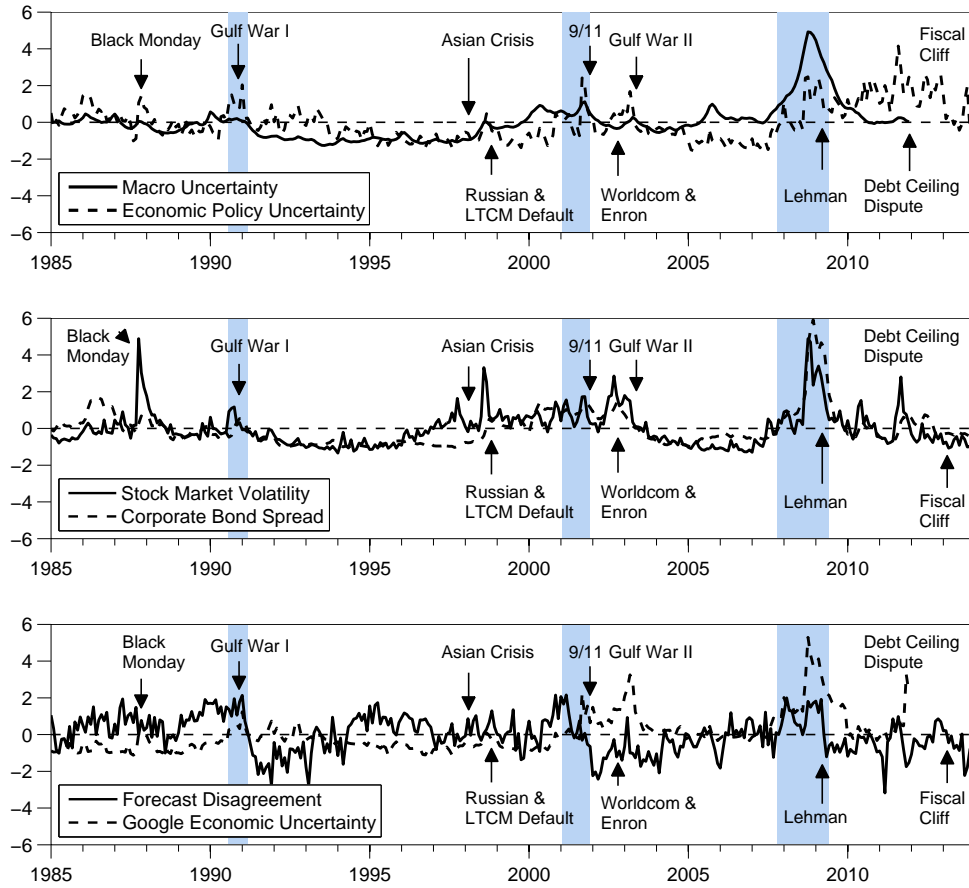 6
4
2
0
−2
−4
−6
Black Monday
Gulf War I
Asian Crisis
9/11
Gulf War II
Fiscal
Cliff
Russian &
LTCM Default
Worldcom &
Enron
Lehman
Debt Ceiling
Dispute
Macro Uncertainty
Economic Policy Uncertainty
1985 1990 1995 2000 2005 2010
6
4
2
0
−2
−4
−6
Black
Monday
Gulf War I
Asian Crisis
9/11 Gulf War II
Debt Ceiling
Dispute
Russian &
LTCM Default
Worldcom &
Enron
Lehman
Fiscal
Cliff
Stock Market Volatility
Corporate Bond Spread
1985 1990 1995 2000 2005 2010
6
4
2
0
−2
−4
−6
Black
Monday
Gulf War I
Asian Crisis
9/11 Gulf War II
Debt Ceiling
Dispute
Russian &
LTCM Default
Worldcom &
Enron
Lehman
Fiscal
Cliff
Forecast Disagreement
Google Economic Uncertainty
1985 1990 1995 2000 2005 2010